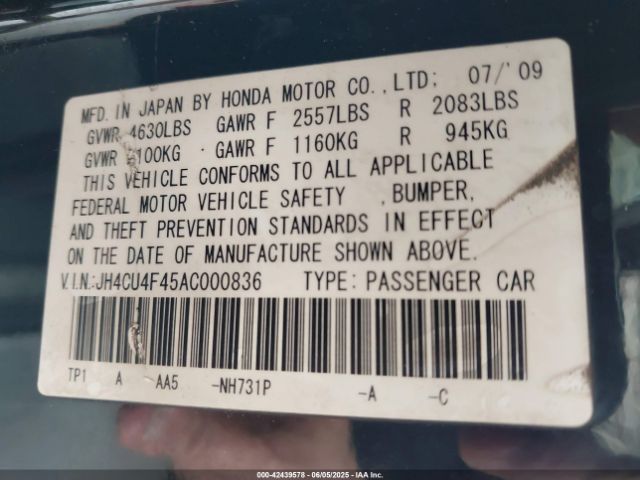 MFD. IN JAPAN BY HONDA MOTOR CO., LTD; 07/'09
GVWR 4630LBS GAWR F 2557LBS R 2083LBS
GVWR 100KG · GAWR F 1160KG R 945KG
THIS VEHICLE CONFORMS TO ALL APPLICABLE
FEDERAL MOTOR VEHICLE SAFETY , BUMPER,
AND THEFT PREVENTION STANDARDS IN EFFECT
ON THE DATE OF MANUFACTURE SHOWN ABOVE.
V.I.N.:JH4CU4F45AC000836 TYPE: PASSENGER CAR
TP1 A AA5 -NH731P -A -C
000-42439578 - 06/05/2025 - IAA Inc.